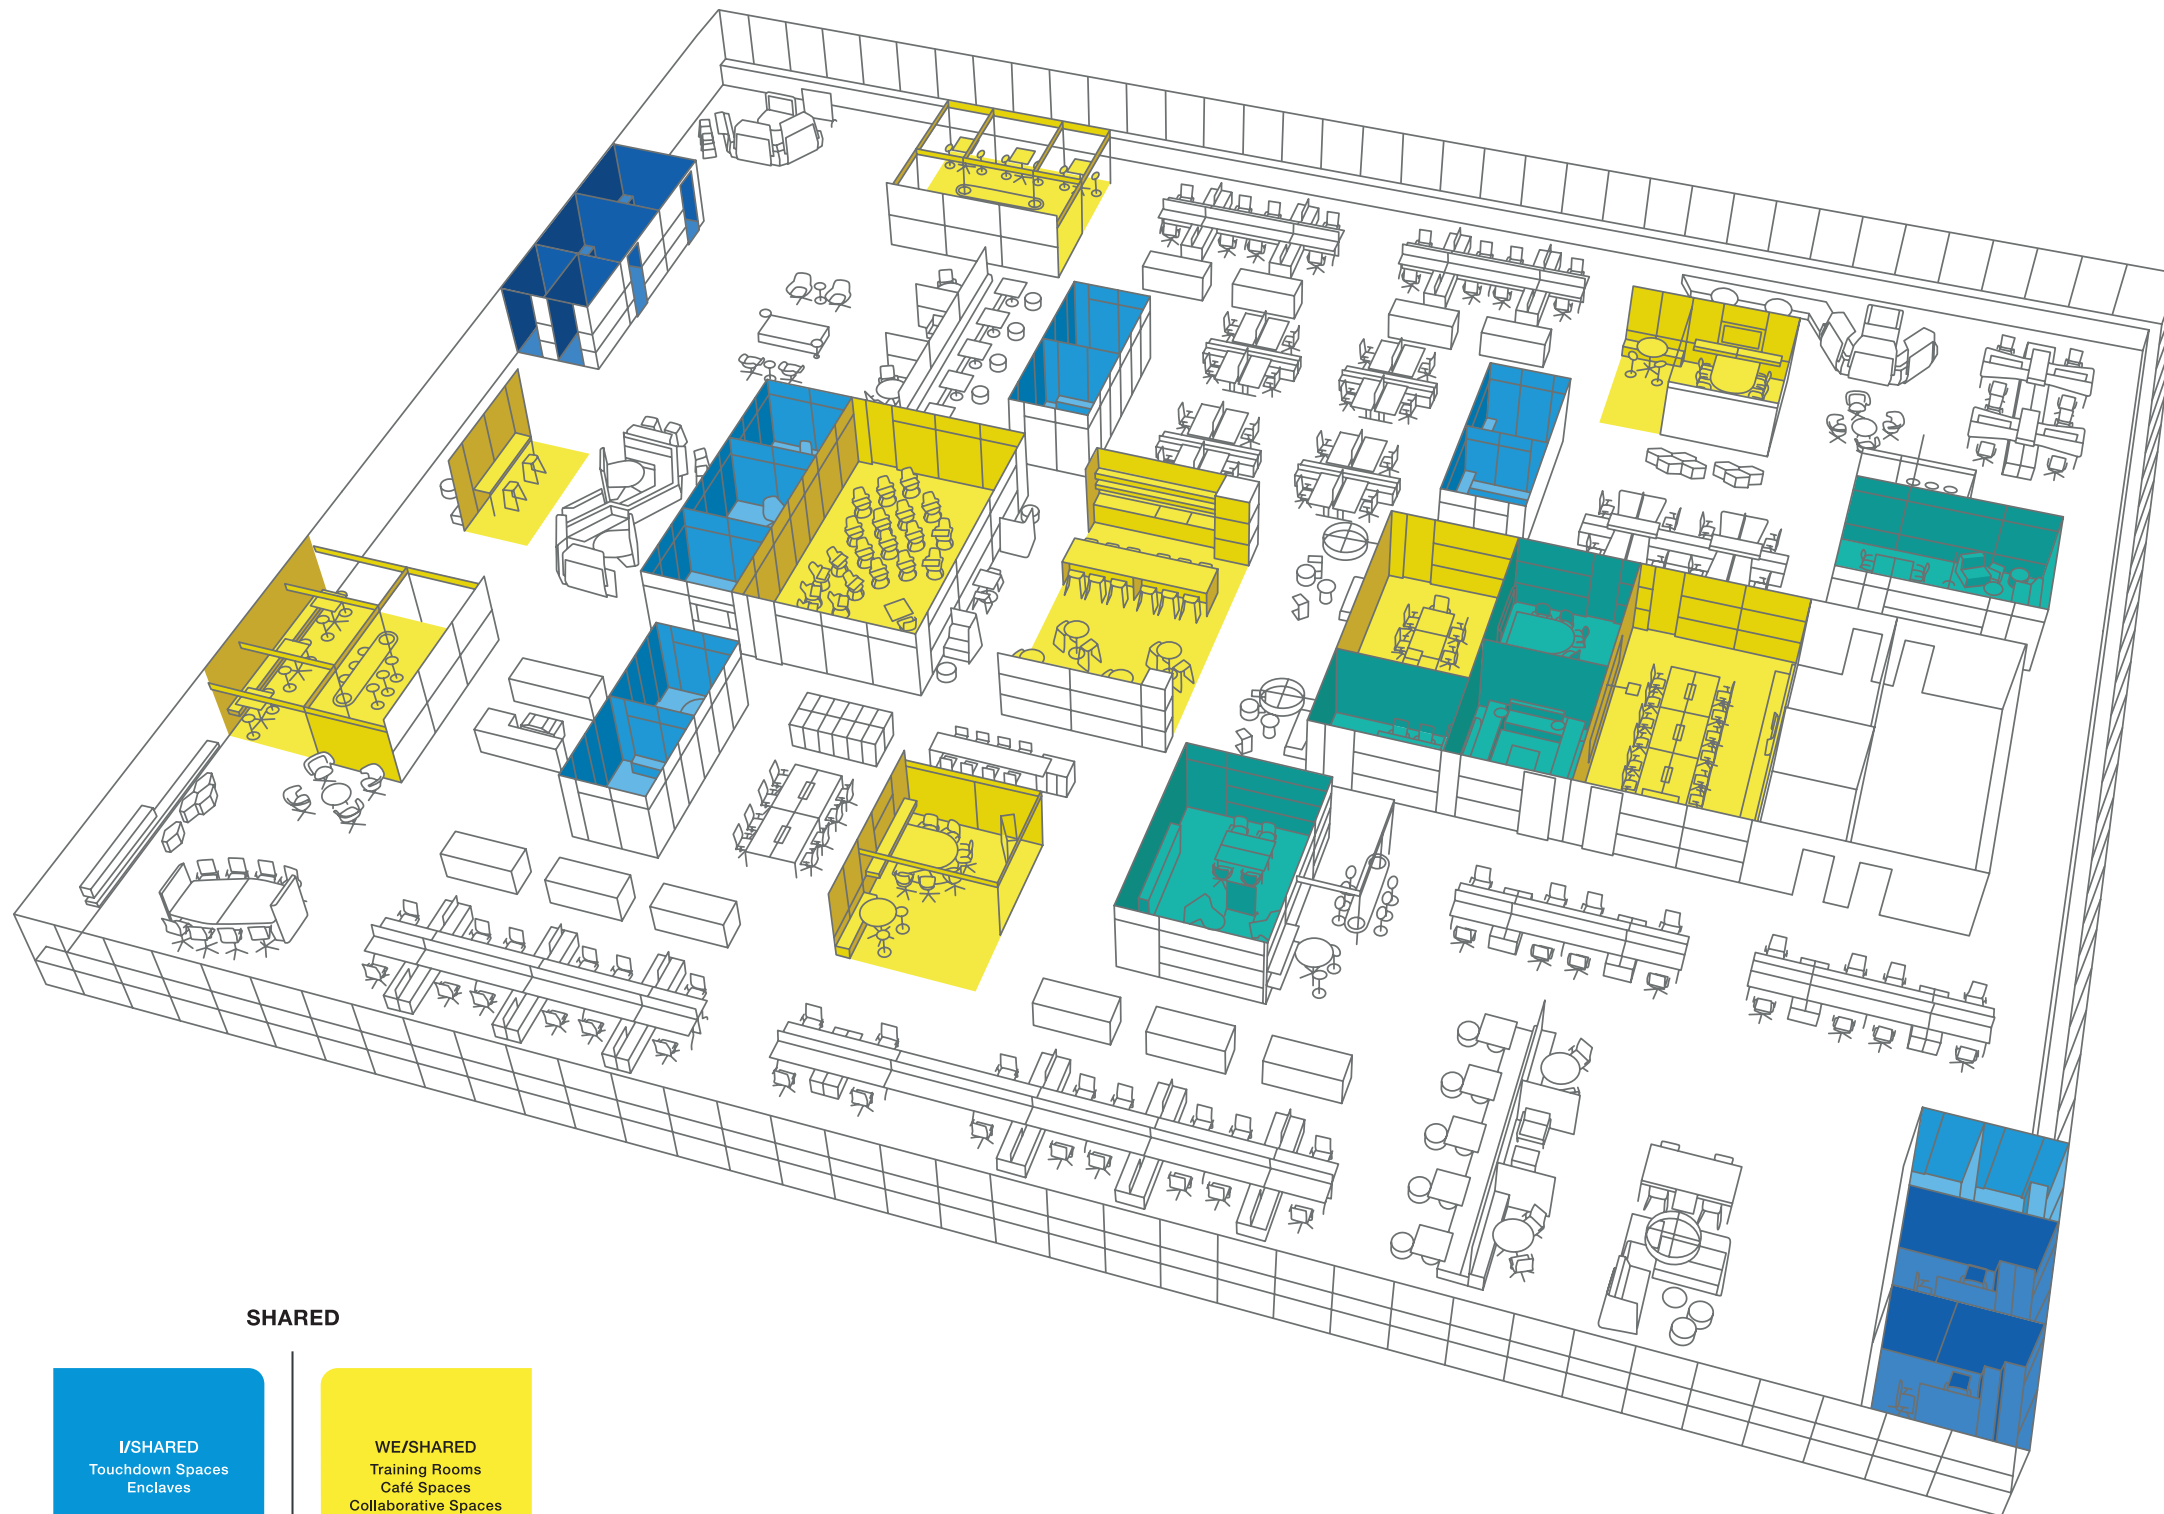 SHARED
I/SHARED
Touchdown Spaces
Enclaves
WE/SHARED
Training Rooms
Café Spaces
Collaborative Spaces